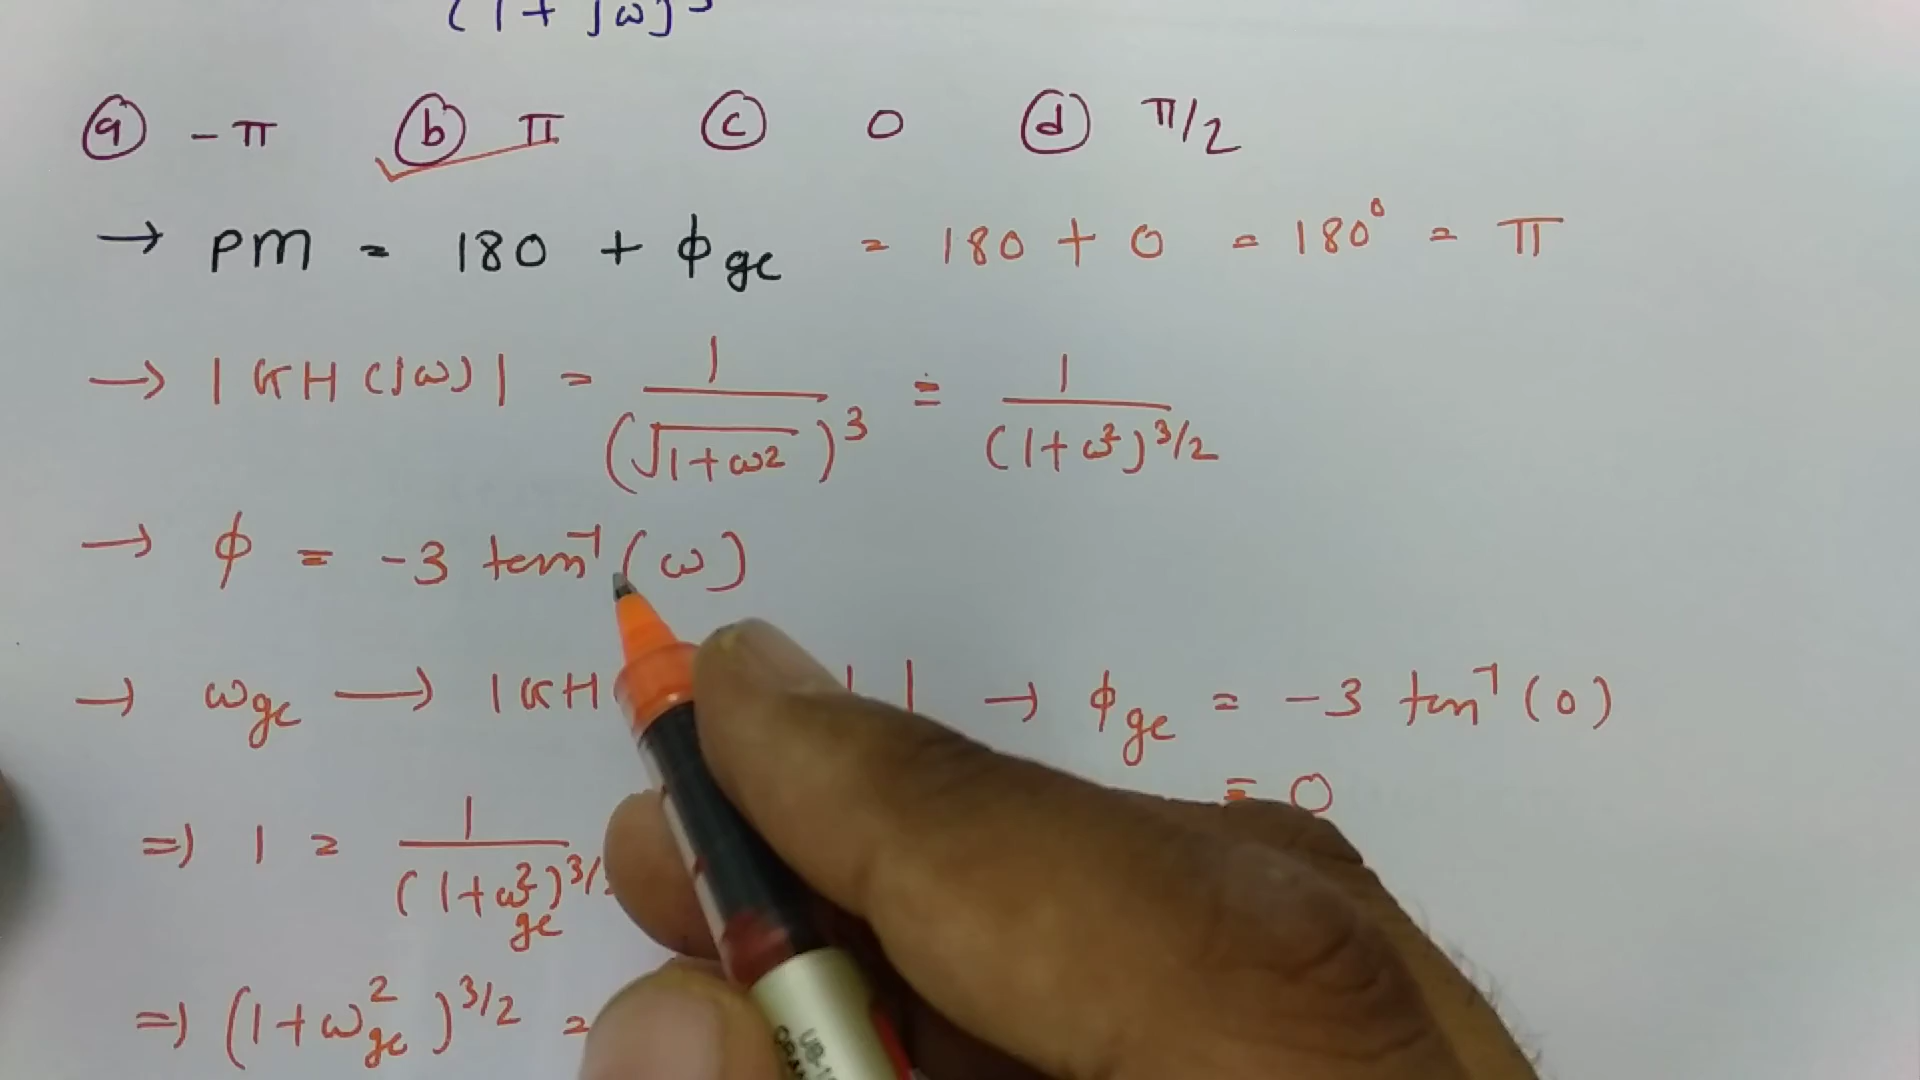 (1 + jω)³
(a) -π (b) π (c) 0 (d) π/2
→ PM = 180 + ϕgc = 180 + 0 = 180° = π
→ |GH(jω)| = 1/(√1+ω2)3 = 1/(1+ω2)3/2
→ ϕ = -3 tan-1(ω)
→ ωgc → |GH 1| → ϕgc = -3 tan-1(0)
= 0
⇒ 1 = 1/(1+ω2gc)3/
⇒ (1+ω2gc)3/2 =